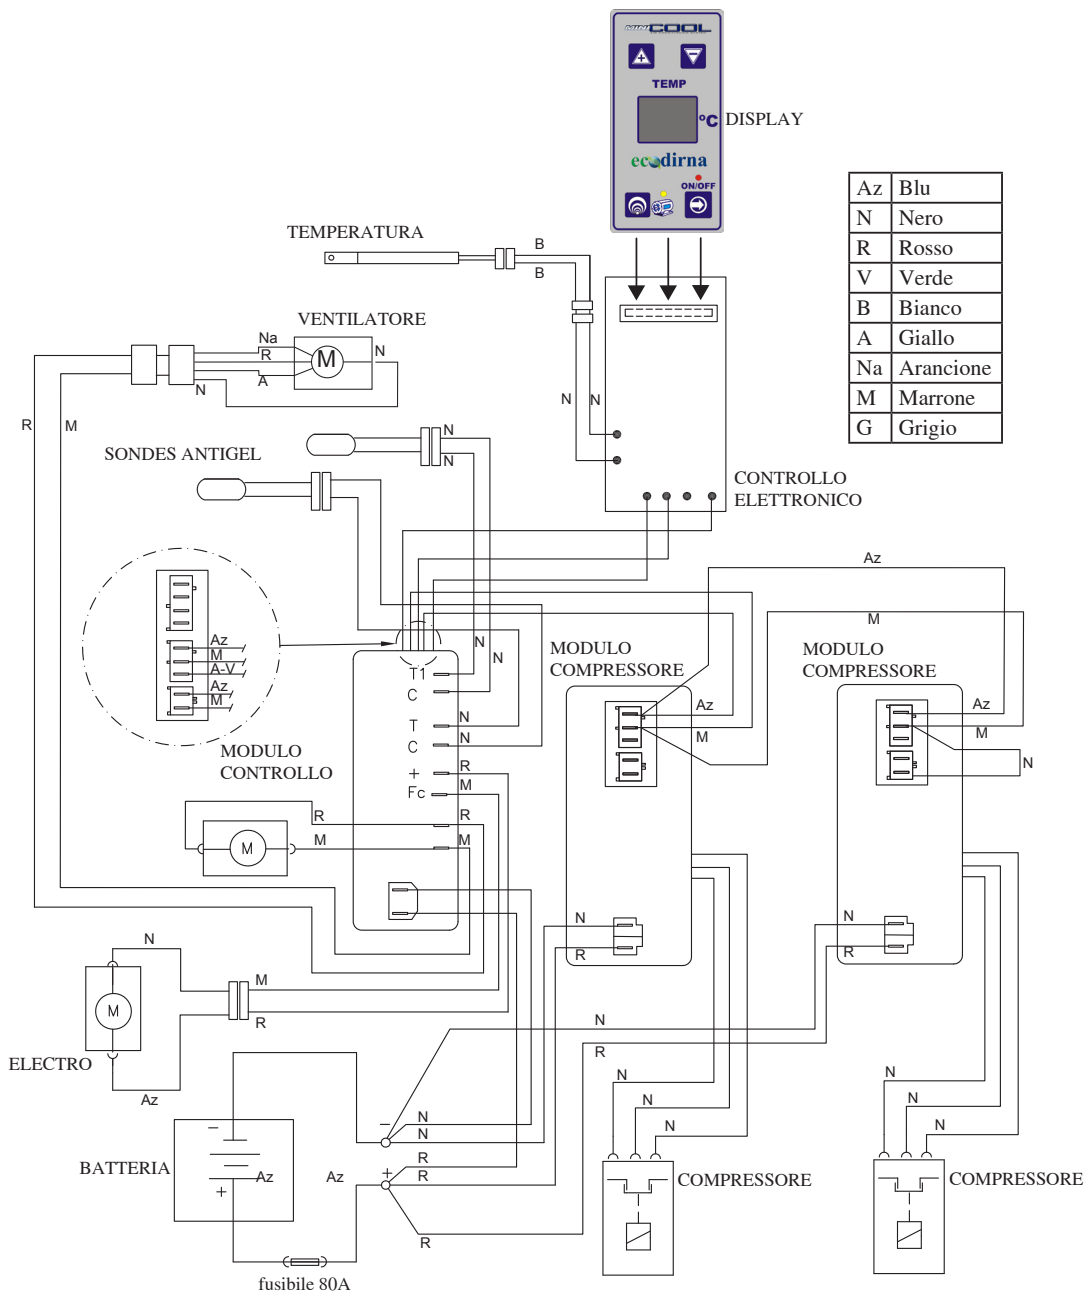 MINICOOL
TEMP
ºC
DISPLAY
ecodirna
ON/OFF
Az Blu
N Nero
R Rosso
V Verde
B Bianco
A Giallo
Na Arancione
M Marrone
G Grigio
TEMPERATURA
B
B
VENTILATORE
Na
R
A
M
N
N
R
M
N
N
N
N
SONDES ANTIGEL
CONTROLLO
ELETTRONICO
Az
M
Az
M
A-V
Az
M
MODULO
CONTROLLO
N
N
T1
C
T
N
C
N
+
R
Fc
M
R
M
R
M
M
MODULO
COMPRESSORE
Az
M
MODULO
COMPRESSORE
Az
M
N
N
R
N
R
N
M
ELECTRO
Az
M
R
N
R
BATTERIA
−
+
Az
Az
−
N
N
+
R
R
R
fusibile 80A
N
N
N
COMPRESSORE
N
N
N
COMPRESSORE